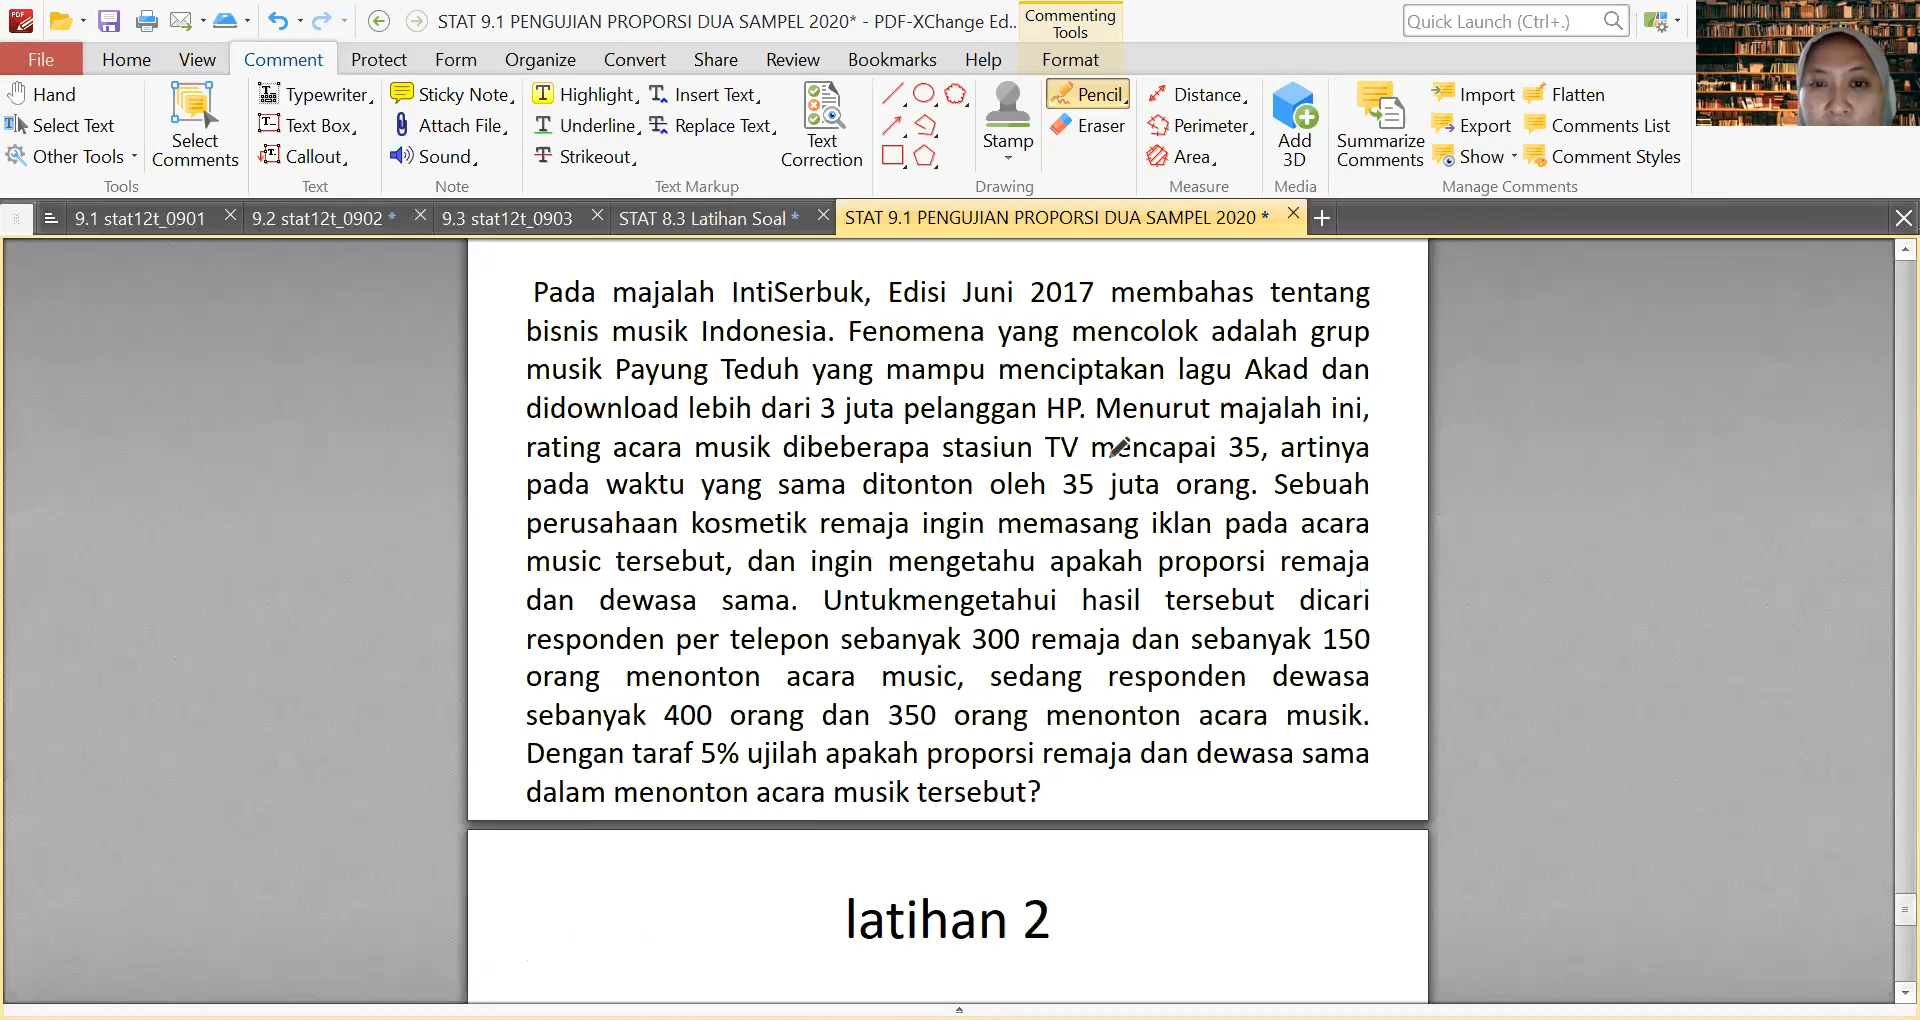 STAT 9.1 PENGUJIAN PROPORSI DUA SAMPEL 2020* - PDF-XChange Ed..
Commenting Tools
Quick Launch (Ctrl+.)
File Home View Comment Protect Form Organize Convert Share Review Bookmarks Help Format
Hand
Select Text
Other Tools
Select Comments
Tools
Typewriter
Text Box
Callout
Text
Sticky Note
Attach File
Sound
Note
Highlight
Underline
Strikeout
Insert Text
Replace Text
Text Correction
Text Markup
Stamp
Pencil
Eraser
Drawing
Distance
Perimeter
Area
Measure
Add 3D
Media
Summarize Comments
Import
Export
Show
Flatten
Comments List
Comment Styles
Manage Comments
9.1 stat12t_0901
9.2 stat12t_0902 *
9.3 stat12t_0903
STAT 8.3 Latihan Soal *
STAT 9.1 PENGUJIAN PROPORSI DUA SAMPEL 2020 *
Pada majalah IntiSerbuk, Edisi Juni 2017 membahas tentang
bisnis musik Indonesia. Fenomena yang mencolok adalah grup
musik Payung Teduh yang mampu menciptakan lagu Akad dan
didownload lebih dari 3 juta pelanggan HP. Menurut majalah ini,
rating acara musik dibeberapa stasiun TV mencapai 35, artinya
pada waktu yang sama ditonton oleh 35 juta orang. Sebuah
perusahaan kosmetik remaja ingin memasang iklan pada acara
music tersebut, dan ingin mengetahu apakah proporsi remaja
dan dewasa sama. Untukmengetahui hasil tersebut dicari
responden per telepon sebanyak 300 remaja dan sebanyak 150
orang menonton acara music, sedang responden dewasa
sebanyak 400 orang dan 350 orang menonton acara musik.
Dengan taraf 5% ujilah apakah proporsi remaja dan dewasa sama
dalam menonton acara musik tersebut?
latihan 2